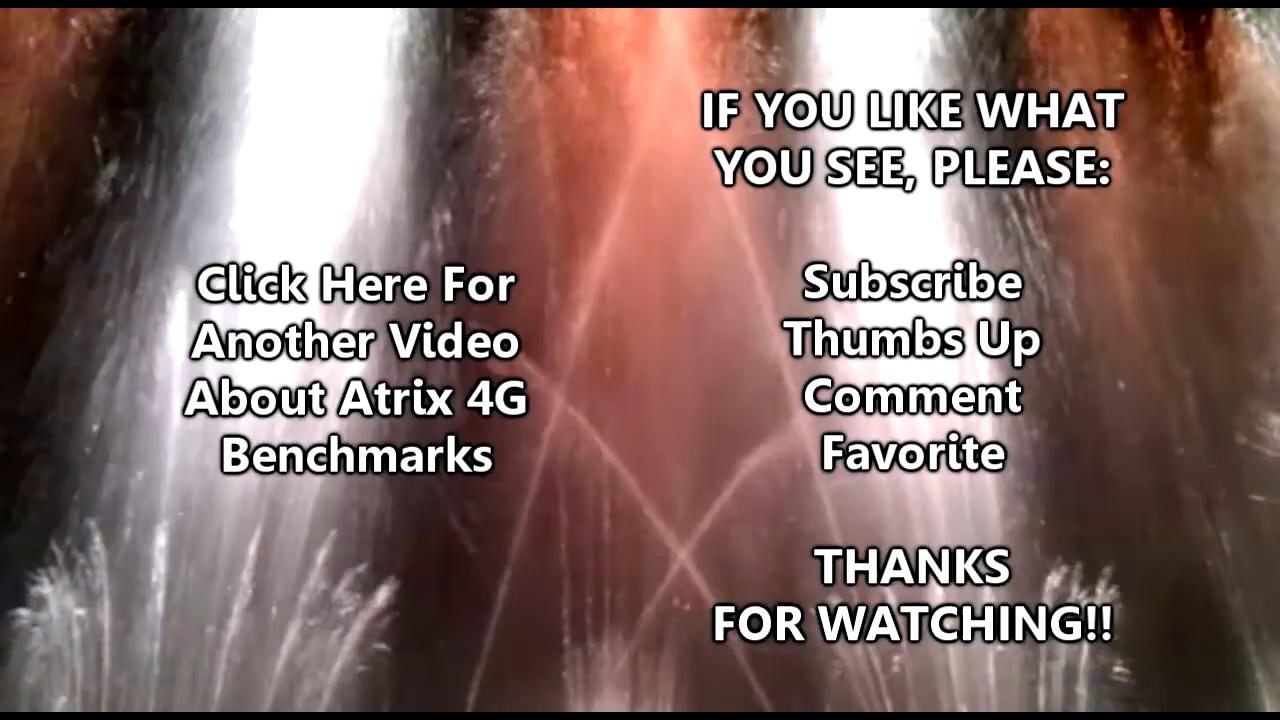 Click Here For
Another Video
About Atrix 4G
Benchmarks
IF YOU LIKE WHAT
YOU SEE, PLEASE:
Subscribe
Thumbs Up
Comment
Favorite
THANKS
FOR WATCHING!!